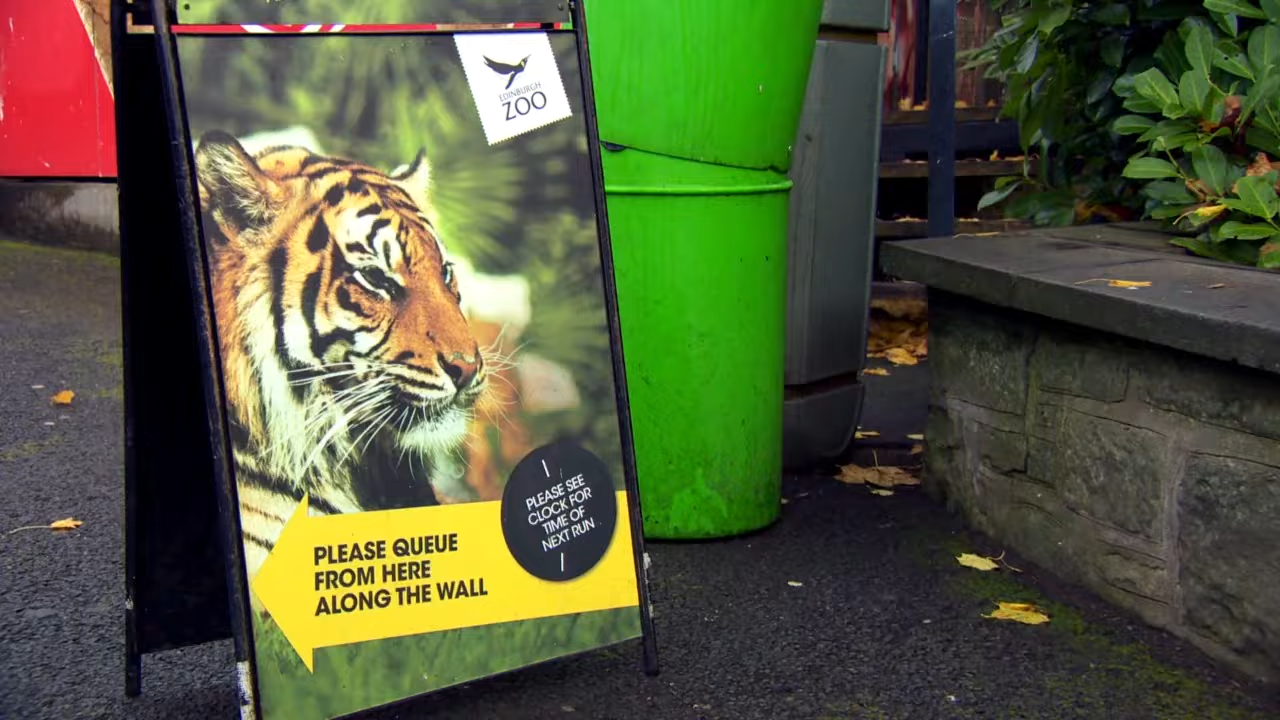 EDINBURGH
ZOO
PLEASE SEE
CLOCK FOR
TIME OF
NEXT RUN
PLEASE QUEUE
FROM HERE
ALONG THE WALL